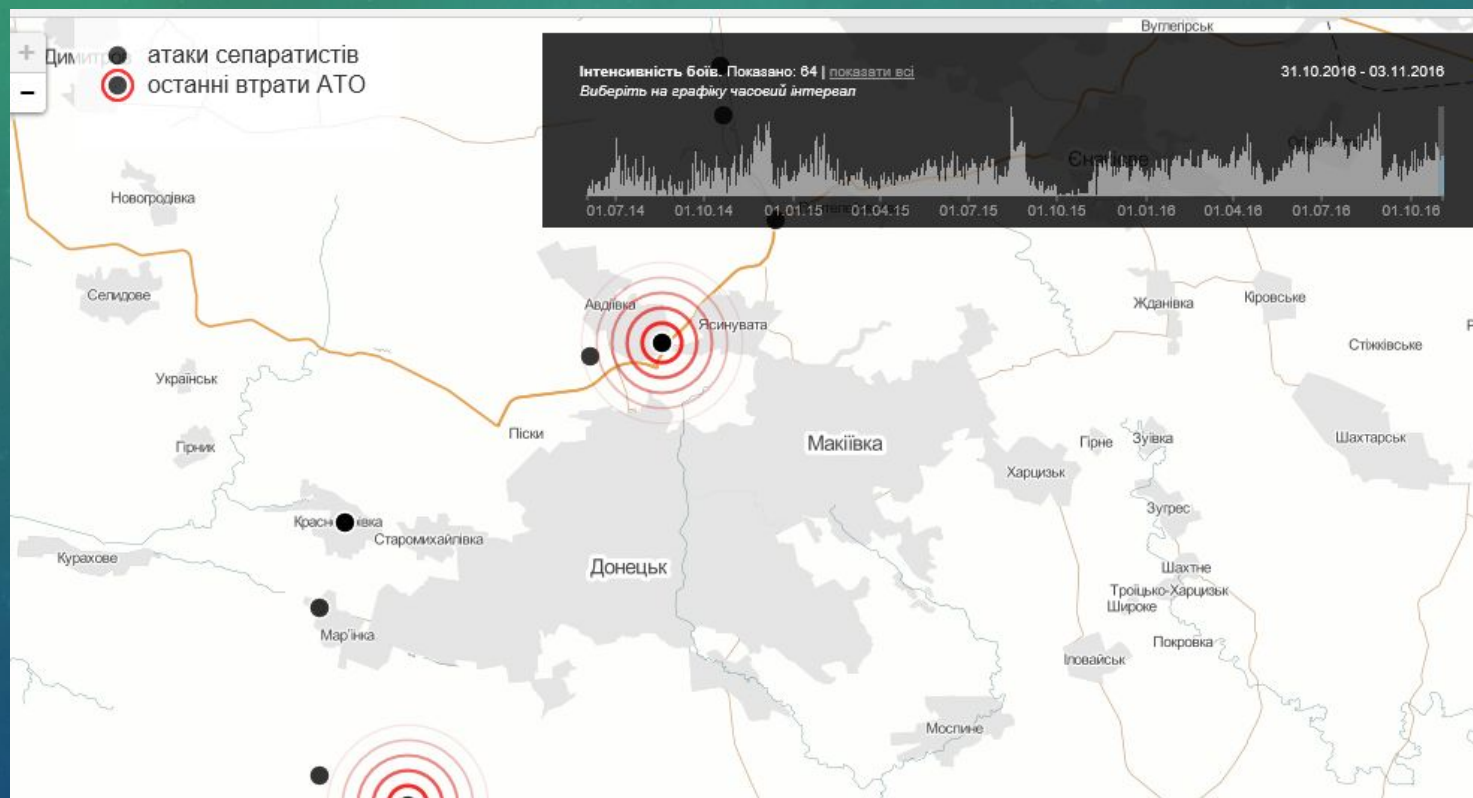 +
-
атаки сепаратистів
останні втрати АТО
Вуглегірськ
Інтенсивність боїв. Показано: 64 | показати всі
31.10.2016 - 03.11.2016
Виберіть на графіку часовий інтервал
Єнакієве
01.07.14 01.10.14 01.01.15 01.04.15 01.07.15 01.10.15 01.01.16 01.04.16 01.07.16 01.10.16
Новогродівка
Селидове
Авдіївка
Ясинувата
Жданівка
Кіровське
Стіжківське
Українськ
Піски
Гірник
Макіївка
Харцизьк
Гірне
Зуївка
Шахтарськ
Зугрес
Старомихайлівка
Курахове
Донецьк
Шахтне
Троїцько-Харцизьк
Широке
Мар'їнка
Покровка
Іловайськ
Моспине